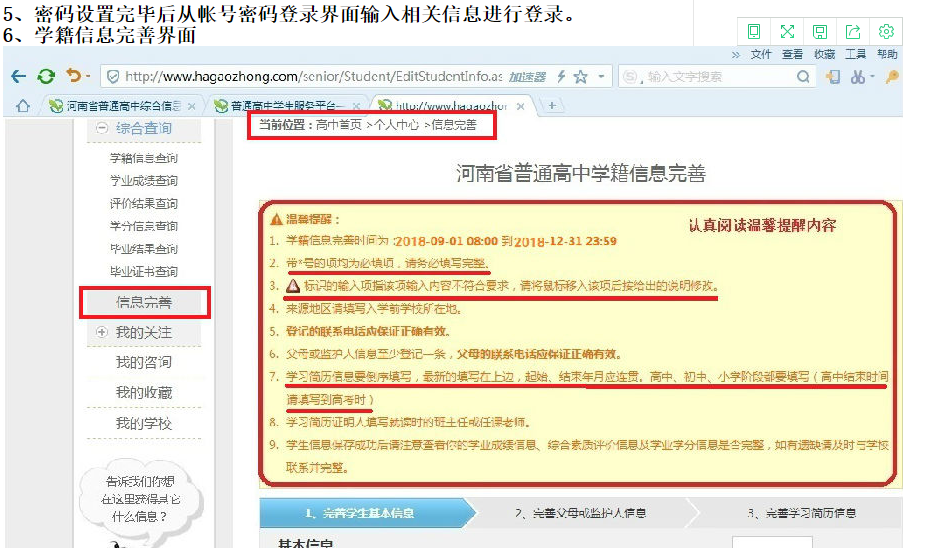 5、密码设置完毕后从帐号密码登录界面输入相关信息进行登录。
6、学籍信息完善界面
» 文件 查看 收藏 工具 帮助
http://www.hagaozhong.com/senior/Student/EditStudentInfo.as 加速器
输入文字搜索
河南省普通高中综合信息 × 普通高中学生服务平台— × http://www.hagaozhor × +
当前位置：高中首页 >个人中心 >信息完善
综合查询
学籍信息查询
学业成绩查询
评价结果查询
学分信息查询
毕业结果查询
毕业证书查询
信息完善
我的关注
我的咨询
我的收藏
我的学校
告诉我们你想
在这里获得其它
什么信息？
河南省普通高中学籍信息完善
温馨提醒：
认真阅读温馨提醒内容
1、学籍信息完善时间为：2018-09-01 08:00 到2018-12-31 23:59
2、带*号的项均为必填项，请务必填写完整。
3、标识的输入项指该项输入内容不符合要求，请将鼠标移入该项后按给出的说明修改。
4、来源地区请填写入学前学校所在地。
5、登记的联系电话应保证正确有效。
6、父母或监护人信息至少登记一条，父母的联系电话应保证正确有效。
7、学习简历信息要倒序填写，最新的填写在上边，起始、结束年月应连贯。高中、初中、小学阶段都要填写（高中结束时间
请填写到高考时）
8、学习简历证明人填写就读时的班主任或任课老师。
9、学生信息保存成功后请注意查看你的学业成绩信息、综合素质评价信息及学业学分信息是否完整，如有遗缺请及时与学校
联系并完整。
1、完善学生基本信息 2、完善父母或监护人信息 3、完善学习简历信息
基本信息